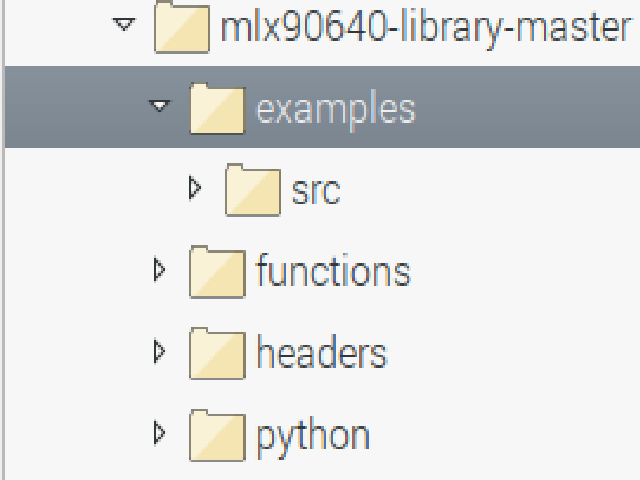 mlx90640-library-master
examples
src
functions
headers
python